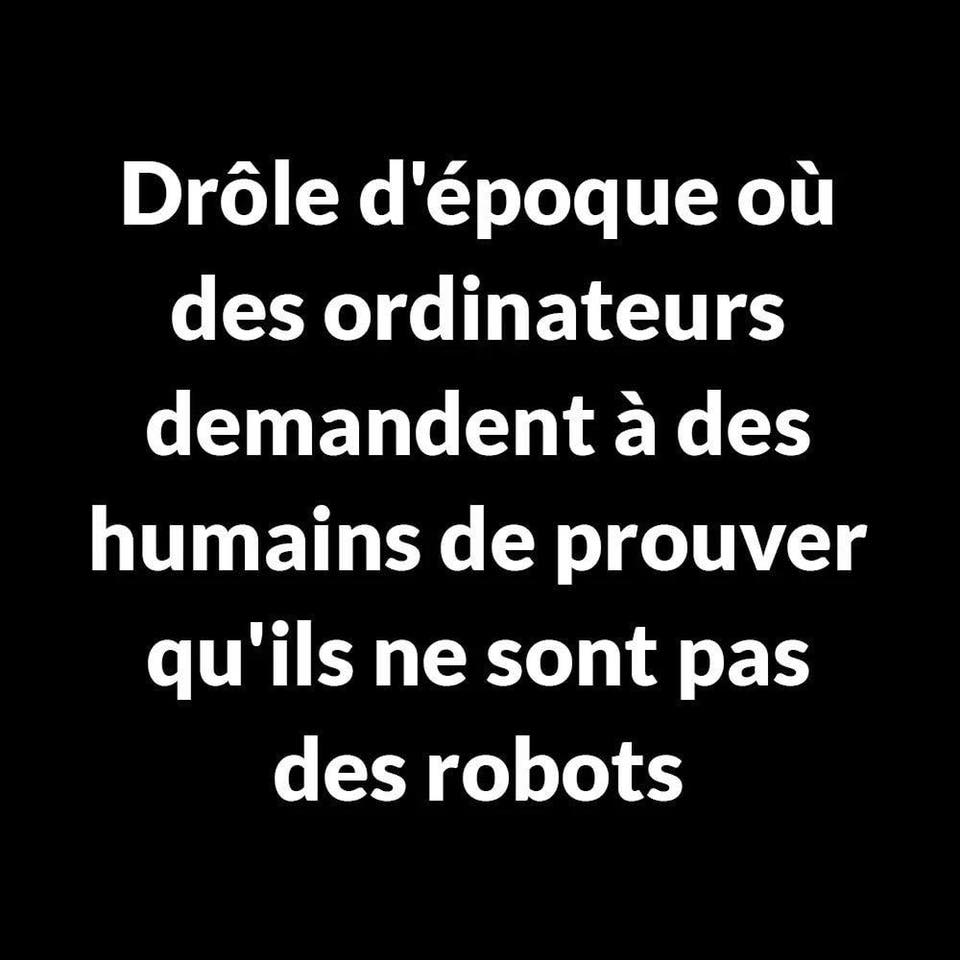 Drôle d'époque où
des ordinateurs
demandent à des
humains de prouver
qu'ils ne sont pas
des robots